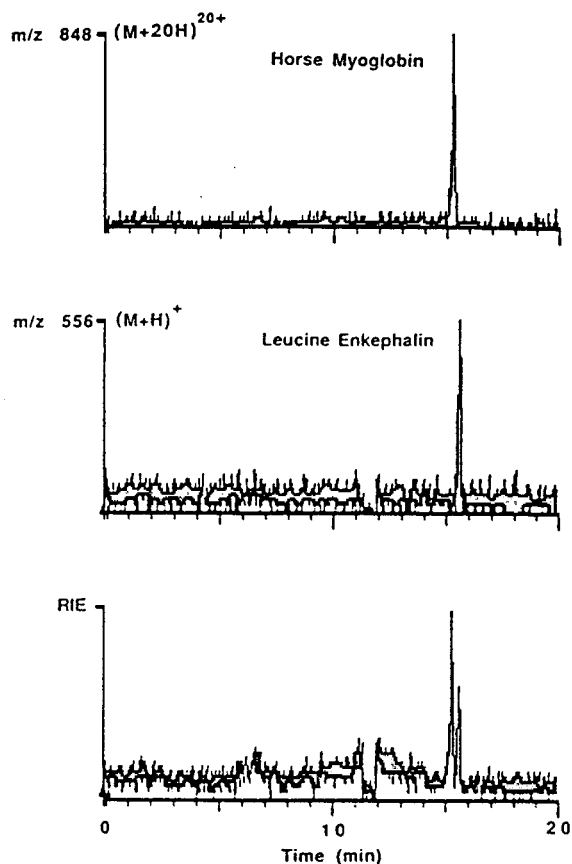 m/z 848 (M+20H)20+
Horse Myoglobin
m/z 556 (M+H)+
Leucine Enkephalin
RIE
0 10 20
Time (min)